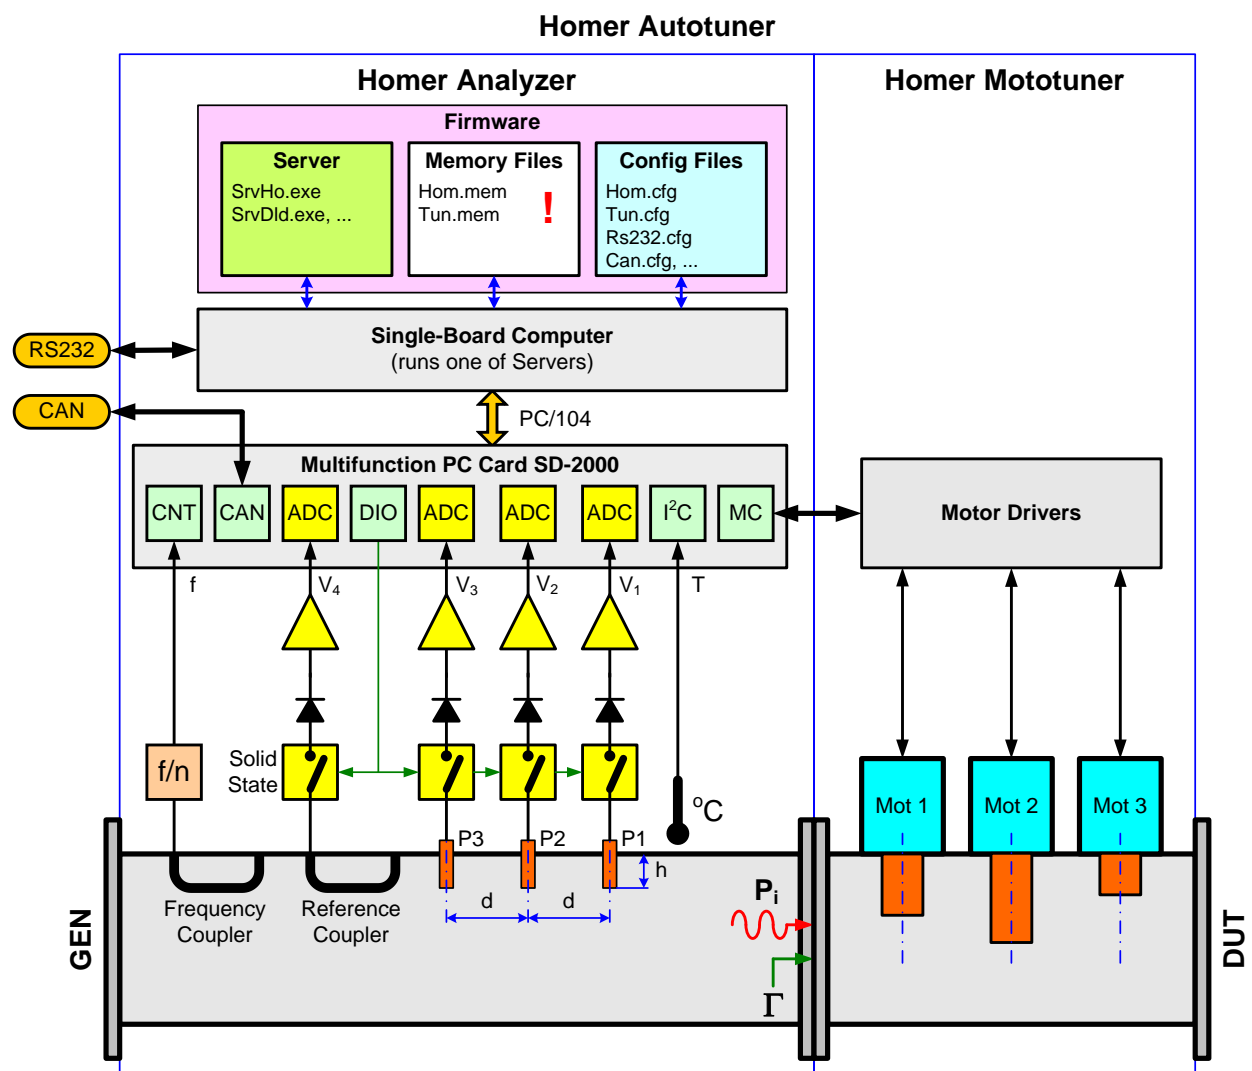 Homer Autotuner
Homer Analyzer
Homer Mototuner
Firmware
Server
SrvHo.exe
SrvDld.exe, ...
Memory Files
Hom.mem
Tun.mem
!
Config Files
Hom.cfg
Tun.cfg
Rs232.cfg
Can.cfg, ...
Single-Board Computer
(runs one of Servers)
RS232
CAN
PC/104
Multifunction PC Card SD-2000
CNT
CAN
ADC
DIO
ADC
ADC
ADC
I²C
MC
Motor Drivers
f
V₄
V₃
V₂
V₁
T
f/n
Solid
State
°C
Mot 1
Mot 2
Mot 3
P3
P2
P1
h
d
d
Frequency
Coupler
Reference
Coupler
Pᵢ
Γ
GEN
DUT